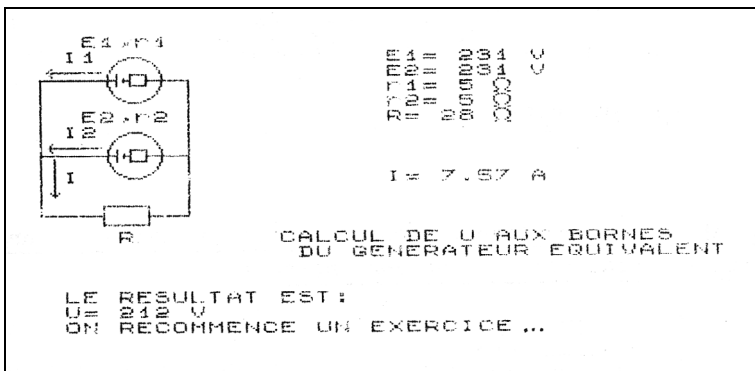 E1,r1
I1
E2,r2
I2
I
R
E1= 231 V
E2= 231 V
r1= 5 Ω
r2= 5 Ω
R= 28 Ω
I= 7.57 A
CALCUL DE U AUX BORNES
DU GENERATEUR EQUIVALENT
LE RESULTAT EST:
U= 212 V
ON RECOMMENCE UN EXERCICE...